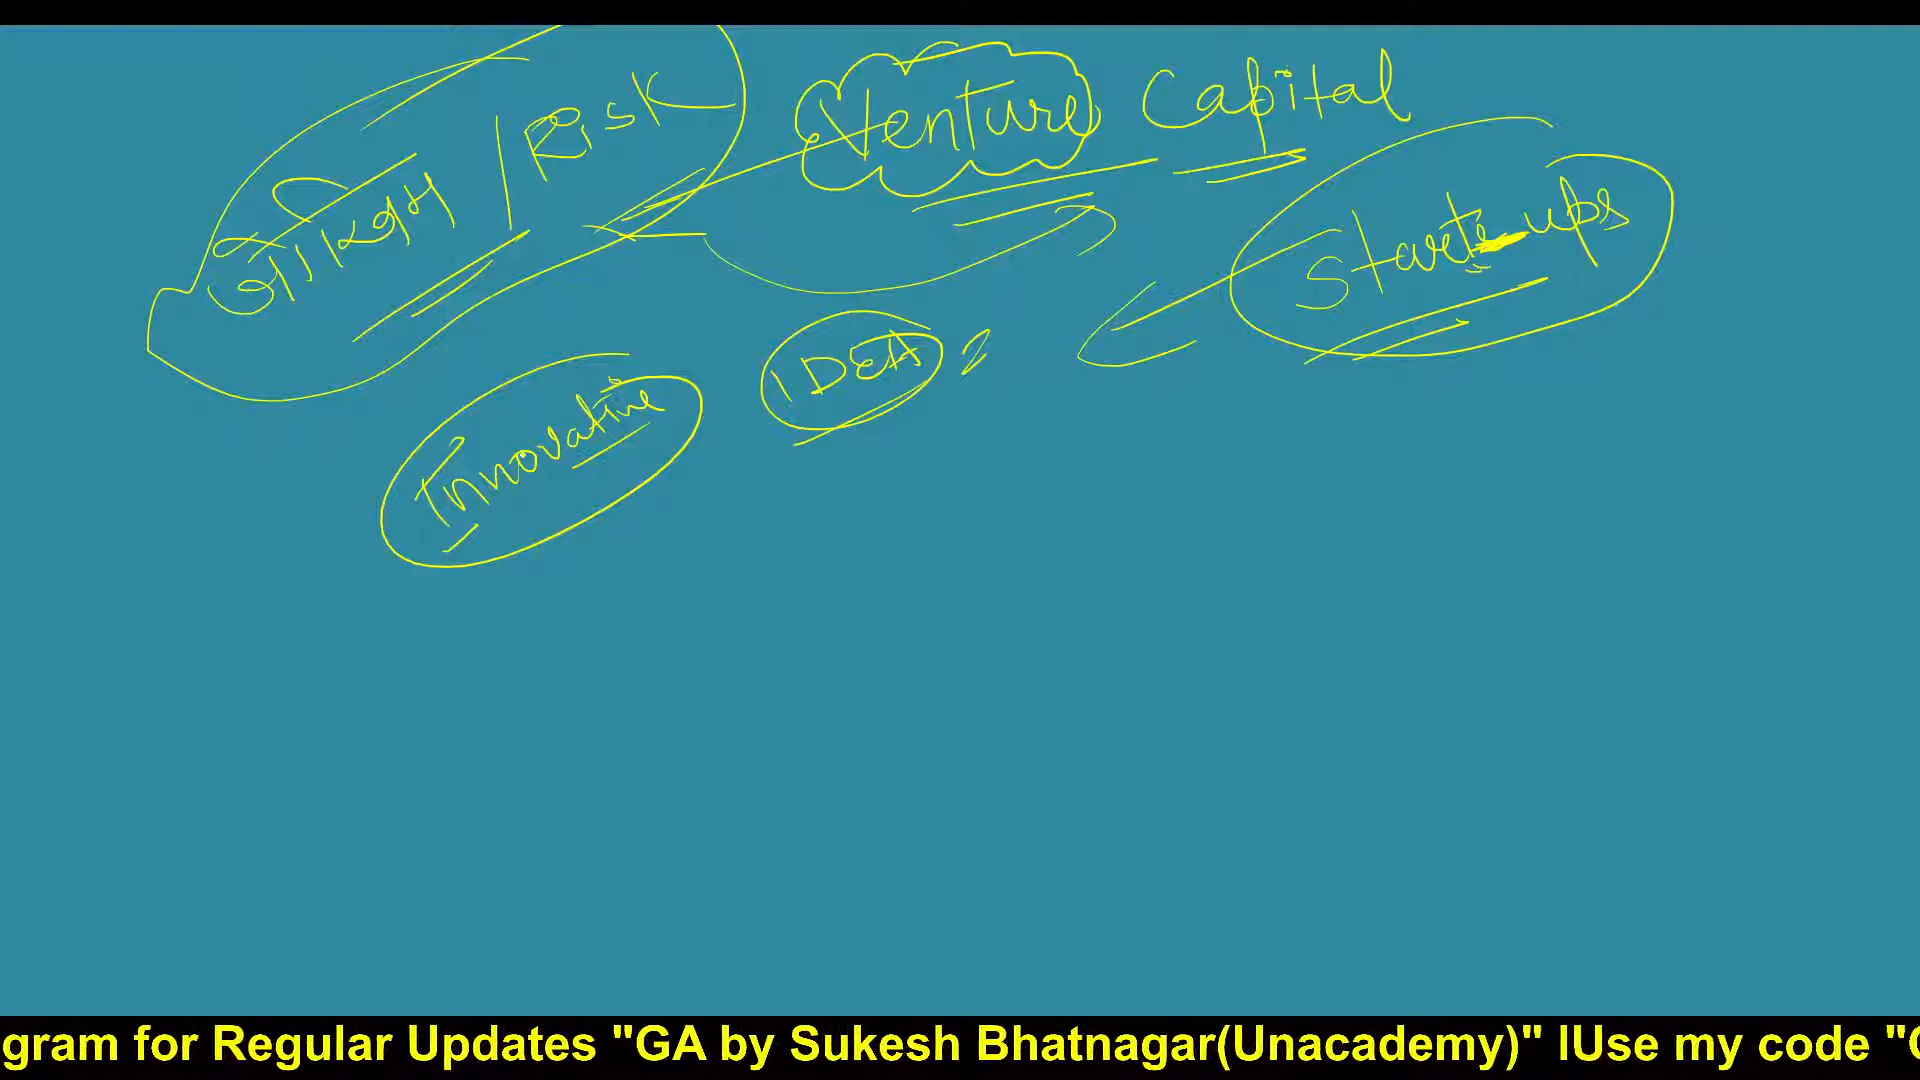 Venture Capital
जोखिम / Risk
Start-ups
IDEA
Innovative
gram for Regular Updates "GA by Sukesh Bhatnagar(Unacademy)" lUse my code "